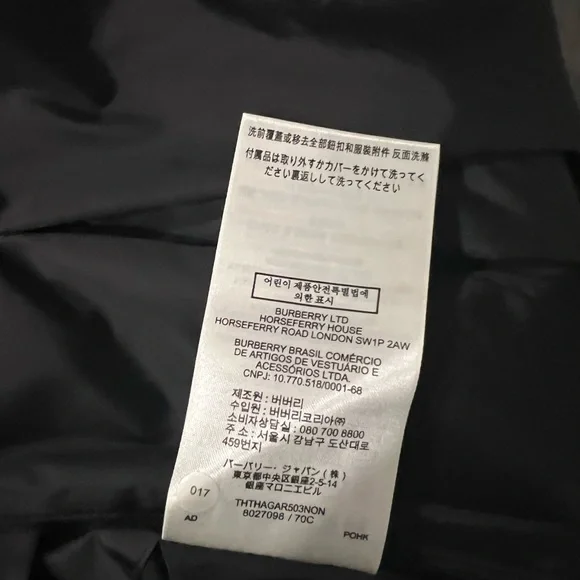 洗前覆蓋或移去全部鈕扣和服裝附件 反面洗滌
付属品は取り外すかカバーをかけて洗ってく
ださい裏返しして洗ってください
어린이 제품안전특별법에
의한 표시
BURBERRY LTD
HORSEFERRY HOUSE
HORSEFERRY ROAD LONDON SW1P 2AW
BURBERRY BRASIL COMÉRCIO
DE ARTIGOS DE VESTUÁRIO E
ACESSÓRIOS LTDA.
CNPJ: 10.770.518/0001-68
제조원 : 버버리
수입원 : 버버리코리아㈜
소비자상담실 : 080 700 8800
주 소 : 서울시 강남구 도산대로
459번지
バーバリー・ジャパン(株)
東京都中央区銀座2-5-14
銀座マロニエビル
017
THTHAGAR503NON
8027098 / 70C
AD
POHK